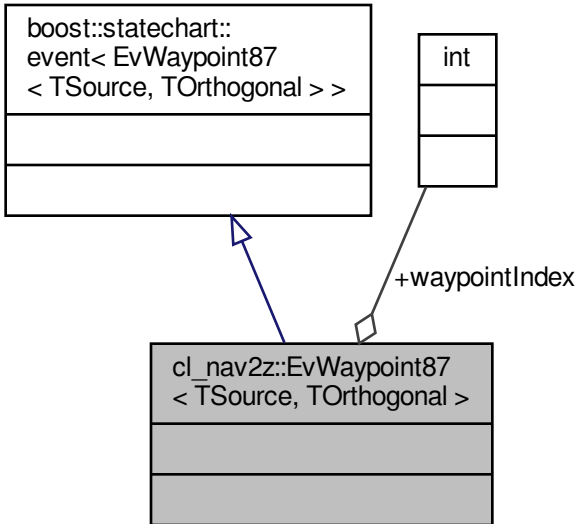 boost::statechart::
event< EvWaypoint87
< TSource, TOrthogonal > >
int
+waypointIndex
cl_nav2z::EvWaypoint87
< TSource, TOrthogonal >